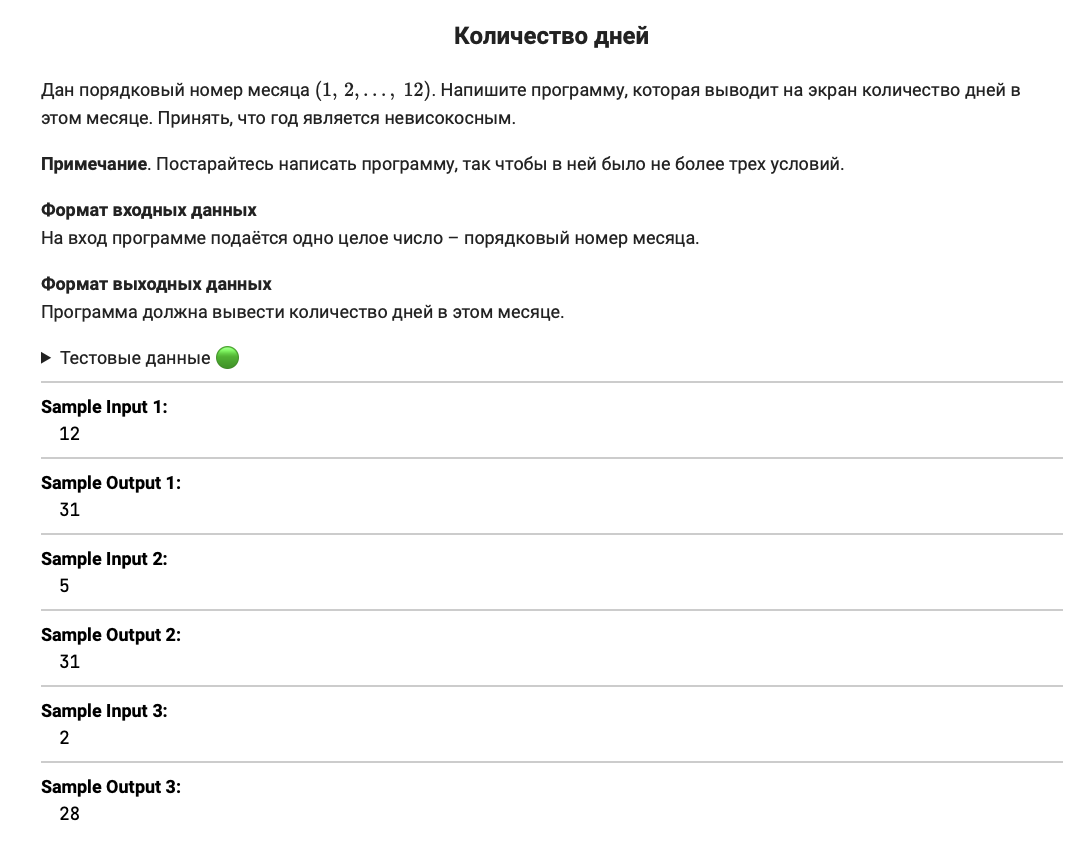 Количество дней
Дан порядковый номер месяца (1, 2, . . . , 12). Напишите программу, которая выводит на экран количество дней в
этом месяце. Принять, что год является невисокосным.
Примечание. Постарайтесь написать программу, так чтобы в ней было не более трех условий.
Формат входных данных
На вход программе подаётся одно целое число – порядковый номер месяца.
Формат выходных данных
Программа должна вывести количество дней в этом месяце.
Тестовые данные
Sample Input 1:
12
Sample Output 1:
31
Sample Input 2:
5
Sample Output 2:
31
Sample Input 3:
2
Sample Output 3:
28